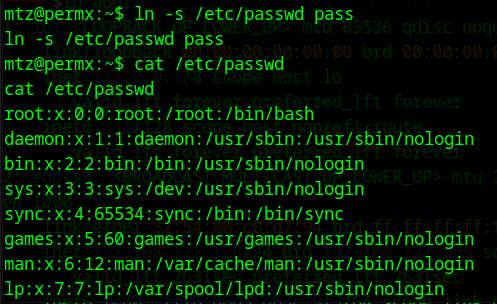 mtz@permx:~$ ln -s /etc/passwd pass
ln -s /etc/passwd pass
mtz@permx:~$ cat /etc/passwd
cat /etc/passwd
root:x:0:0:root:/root:/bin/bash
daemon:x:1:1:daemon:/usr/sbin:/usr/sbin/nologin
bin:x:2:2:bin:/bin:/usr/sbin/nologin
sys:x:3:3:sys:/dev:/usr/sbin/nologin
sync:x:4:65534:sync:/bin:/bin/sync
games:x:5:60:games:/usr/games:/usr/sbin/nologin
man:x:6:12:man:/var/cache/man:/usr/sbin/nologin
lp:x:7:7:lp:/var/spool/lpd:/usr/sbin/nologin